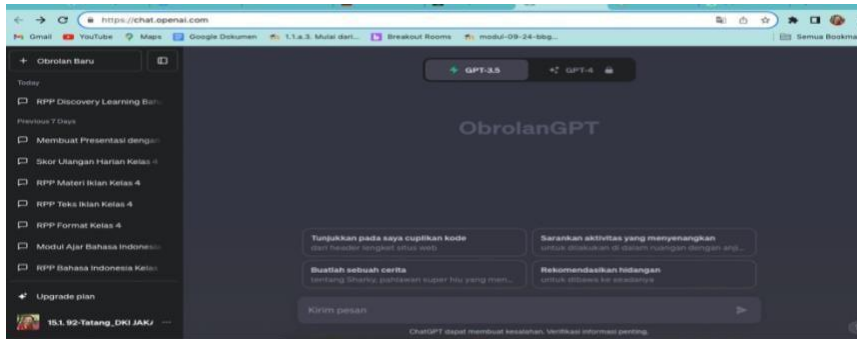 https://chat.openai.com
Gmail YouTube Maps Google Dokumen 1.1.a.3. Mulai dari... Breakout Rooms modul-09-24-bbg... Semua Bookma
+ Obrolan Baru
GPT-3.5 GPT-4
Today
RPP Discovery Learning Bah
Previous 7 Days
ObrolanGPT
Membuat Presentasi dengan
Skor Ulangan Harian Kelas 4
RPP Materi Iklan Kelas 4
RPP Teks Iklan Kelas 4
RPP Format Kelas 4
Modul Ajar Bahasa Indonesia
RPP Bahasa Indonesia Kelas
Tunjukkan pada saya cuplikan kode
dari header lengket situs web
Sarankan aktivitas yang menyenangkan
untuk dilakukan di dalam ruangan dengan anj...
Buatlah sebuah cerita
tentang Sharky, pahlawan super hiu yang men...
Rekomendasikan hidangan
untuk dibawa ke seadanya
Upgrade plan
Kirim pesan
15.1. 92-Tatang_DKI JAK ...
ChatGPT dapat membuat kesalahan. Verifikasi informasi penting.